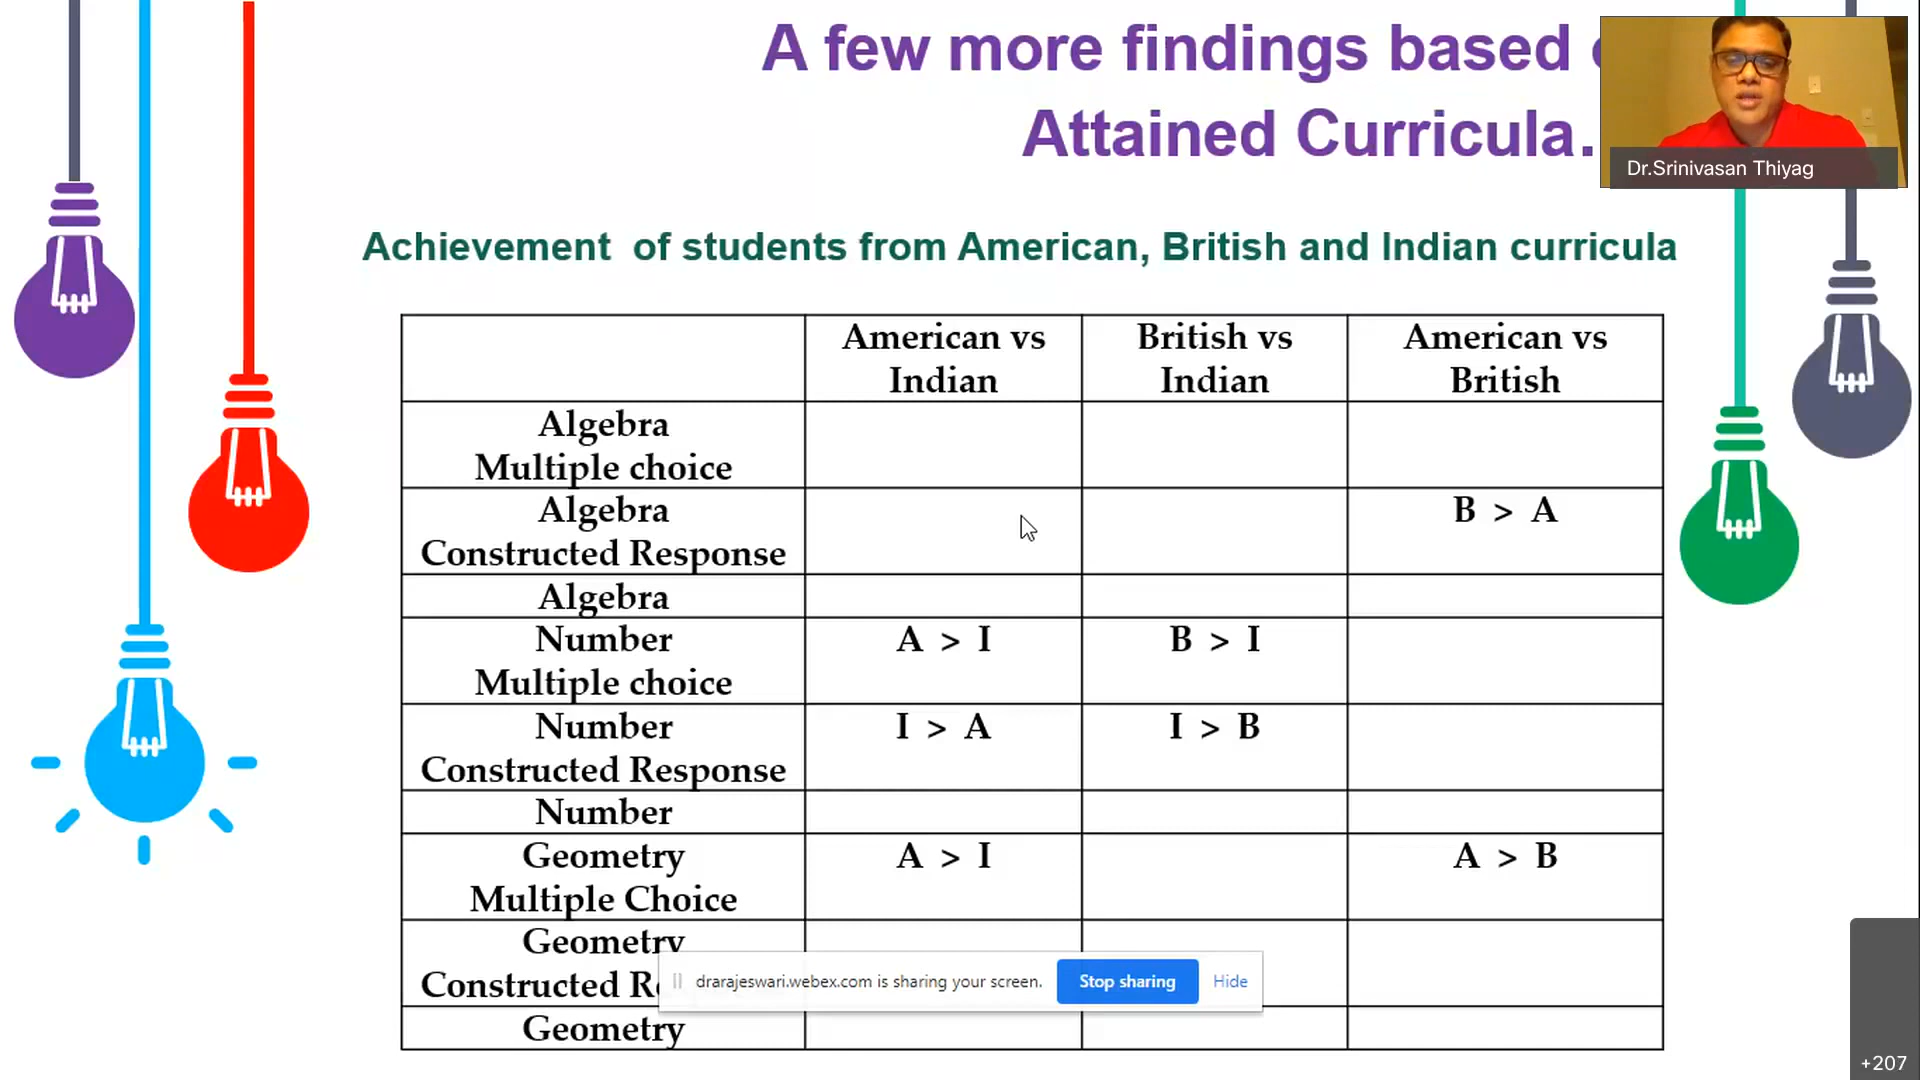 A few more findings based
Attained Curricula.
Dr.Srinivasan Thiyag
Achievement of students from American, British and Indian curricula
American vs Indian
British vs Indian
American vs British
Algebra
Multiple choice
Algebra
Constructed Response
B > A
Algebra
Number
Multiple choice
A > I
B > I
Number
Constructed Response
I > A
I > B
Number
Geometry
Multiple Choice
A > I
A > B
Geometry
Constructed
drarajeswari.webex.com is sharing your screen.
Stop sharing
Hide
Geometry
+207